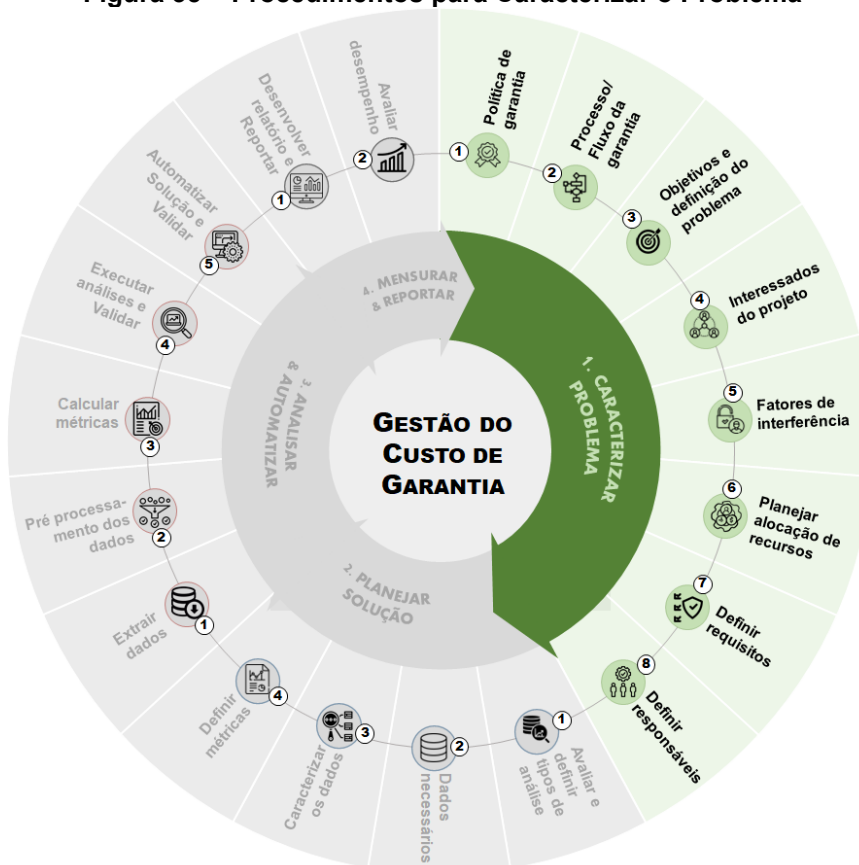 Figura 36 – Procedimentos para Caracterizar o Problema
1
Política de
garantia
2
Processo/
Fluxo da
garantia
3
Objetivos e
definição do
problema
4
Interessados
do projeto
5
Fatores de
interferência
6
Planejar
alocação de
recursos
7
Definir
requisitos
8
Definir
responsáveis
1
Avaliar e
definir
tipos de
análise
2
Dados
necessários
3
Caracterizar
os dados
4
Definir
métricas
1
Extrair
dados
2
Pré processa-
mento dos
dados
3
Calcular
métricas
4
Executar
análises e
Validar
5
Automatizar
Solução e
Validar
1
Desenvolver
relatório e
Reportar
2
Avaliar
desempenho
1. CARACTERIZAR
PROBLEMA
2. PLANEJAR
SOLUÇÃO
3. ANALISAR
& AUTOMATIZAR
4. MENSURAR
& REPORTAR
GESTÃO DO
CUSTO DE
GARANTIA